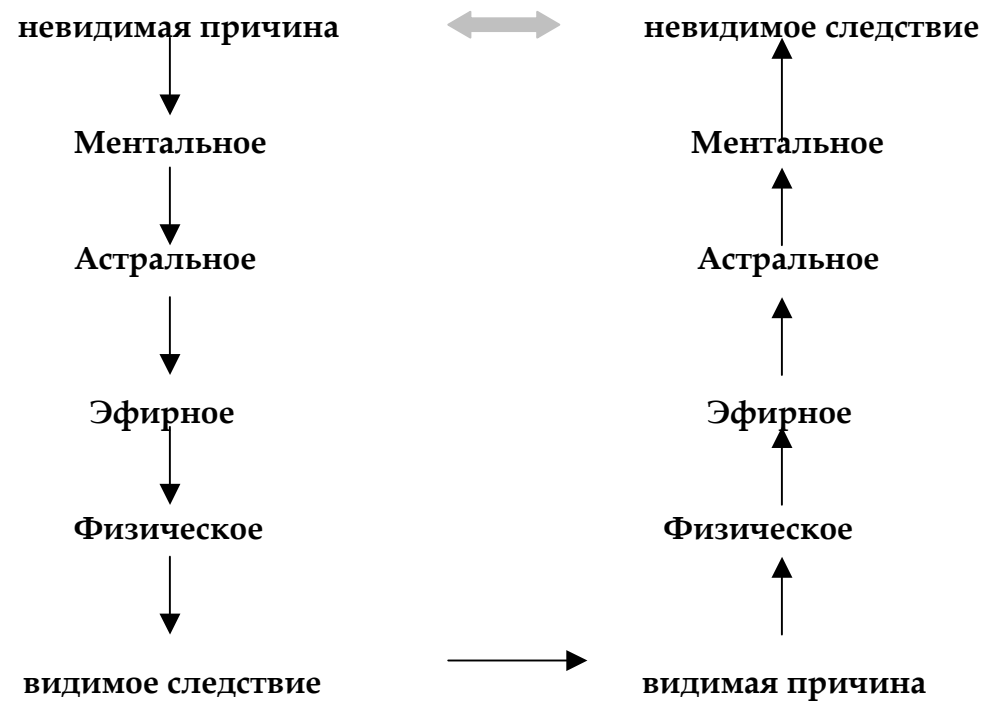 невидимая причина невидимое следствие
Ментальное Ментальное
Астральное Астральное
Эфирное Эфирное
Физическое Физическое
видимое следствие видимая причина